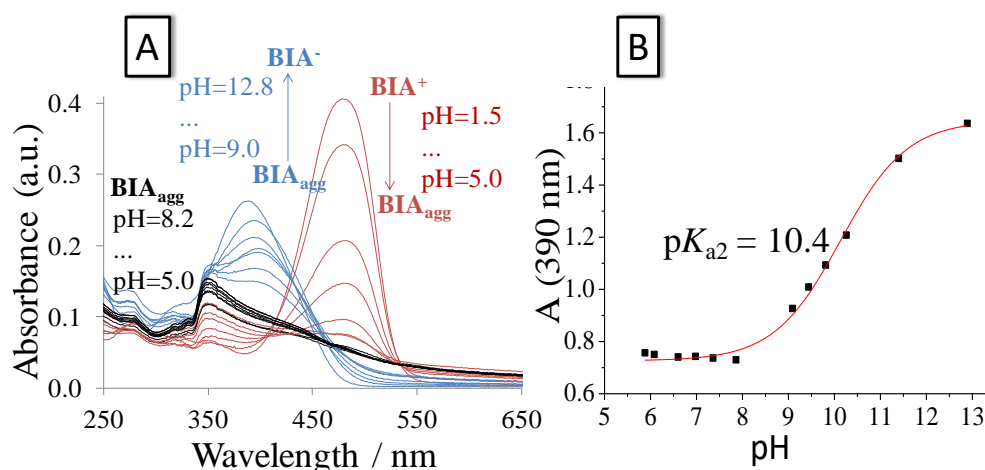 A
BIA⁻
pH=12.8
...
pH=9.0
BIAagg
BIA⁺
pH=1.5
...
pH=5.0
BIAagg
BIAagg
pH=8.2
...
pH=5.0
0.4
0.3
0.2
0.1
0.0
Absorbance (a.u.)
250 350 450 550 650
Wavelength / nm
B
1.6
1.4
1.2
1.0
0.8
0.6
A (390 nm)
pKa2 = 10.4
5 6 7 8 9 10 11 12 13
pH